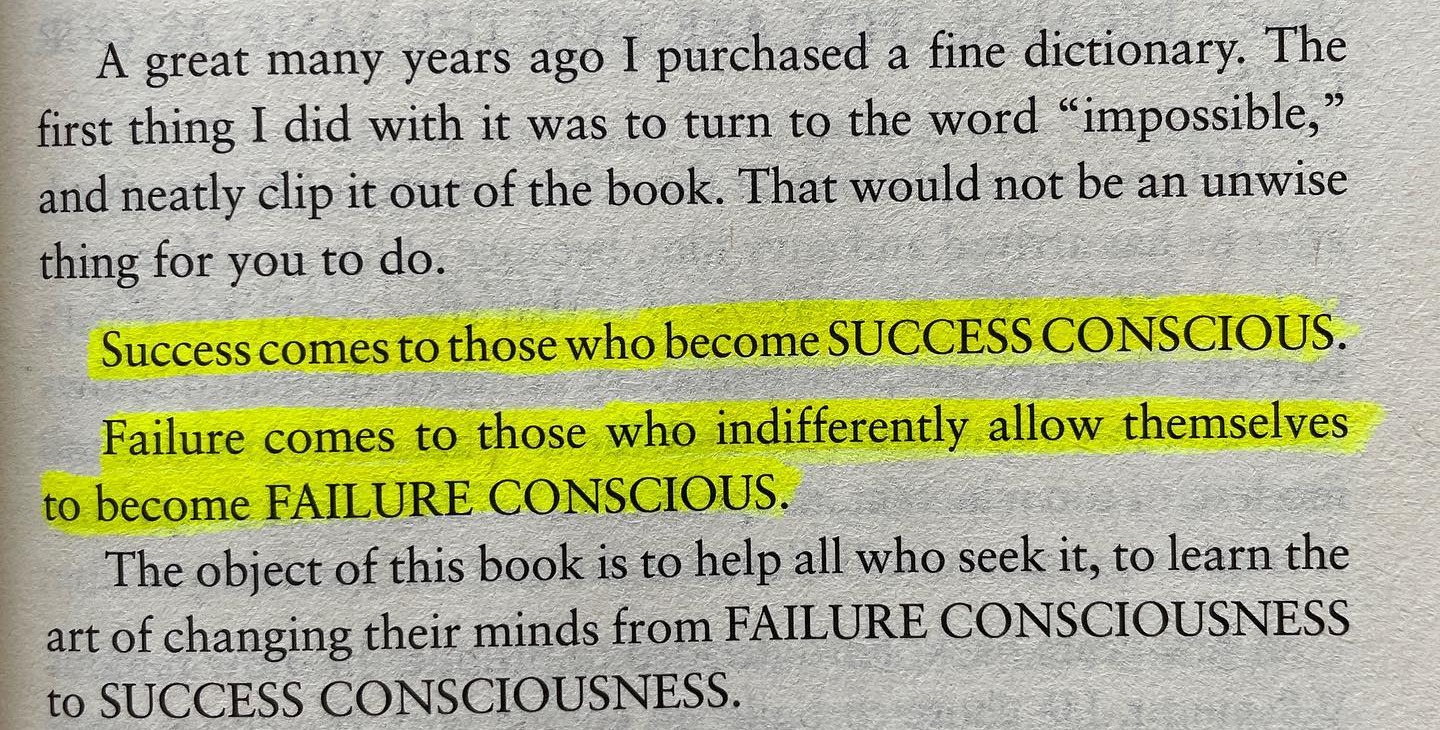 A great many years ago I purchased a fine dictionary. The
first thing I did with it was to turn to the word “impossible,”
and neatly clip it out of the book. That would not be an unwise
thing for you to do.
Success comes to those who become SUCCESS CONSCIOUS.
Failure comes to those who indifferently allow themselves
to become FAILURE CONSCIOUS.
The object of this book is to help all who seek it, to learn the
art of changing their minds from FAILURE CONSCIOUSNESS
to SUCCESS CONSCIOUSNESS.